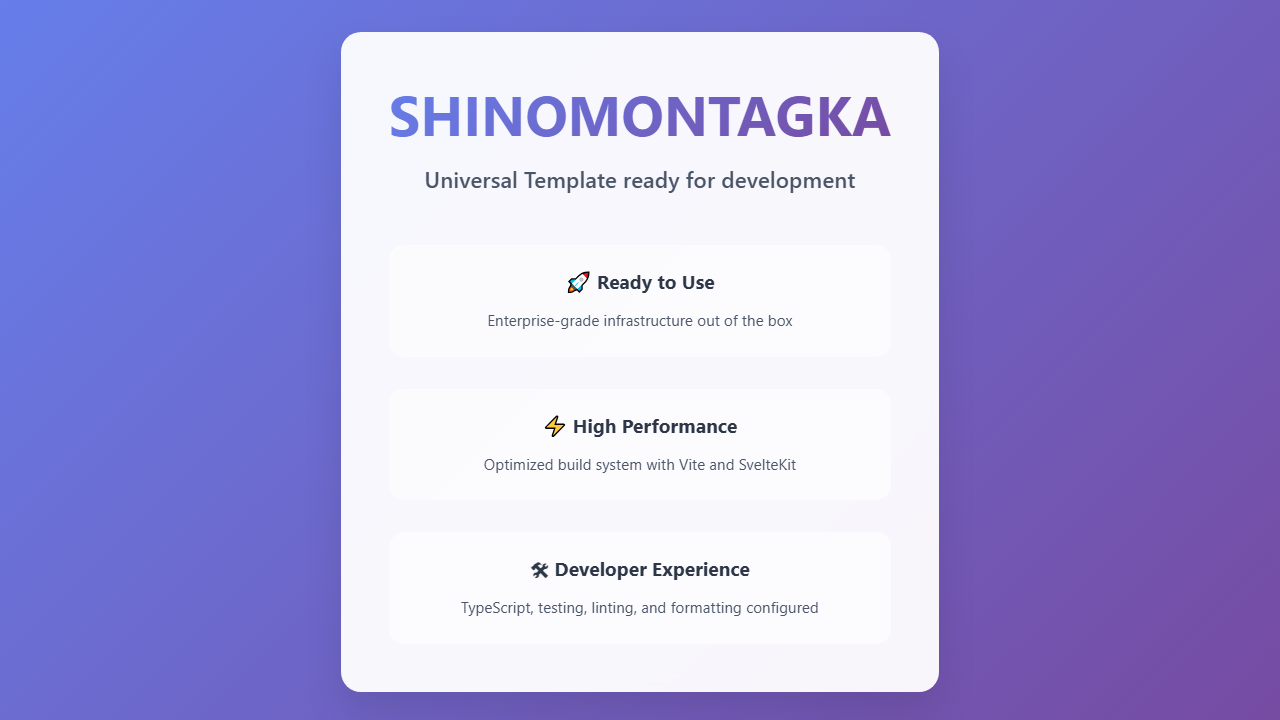 SHINOMONTAGKA
Universal Template ready for development
🚀 Ready to Use
Enterprise-grade infrastructure out of the box
⚡ High Performance
Optimized build system with Vite and SvelteKit
🛠 Developer Experience
TypeScript, testing, linting, and formatting configured